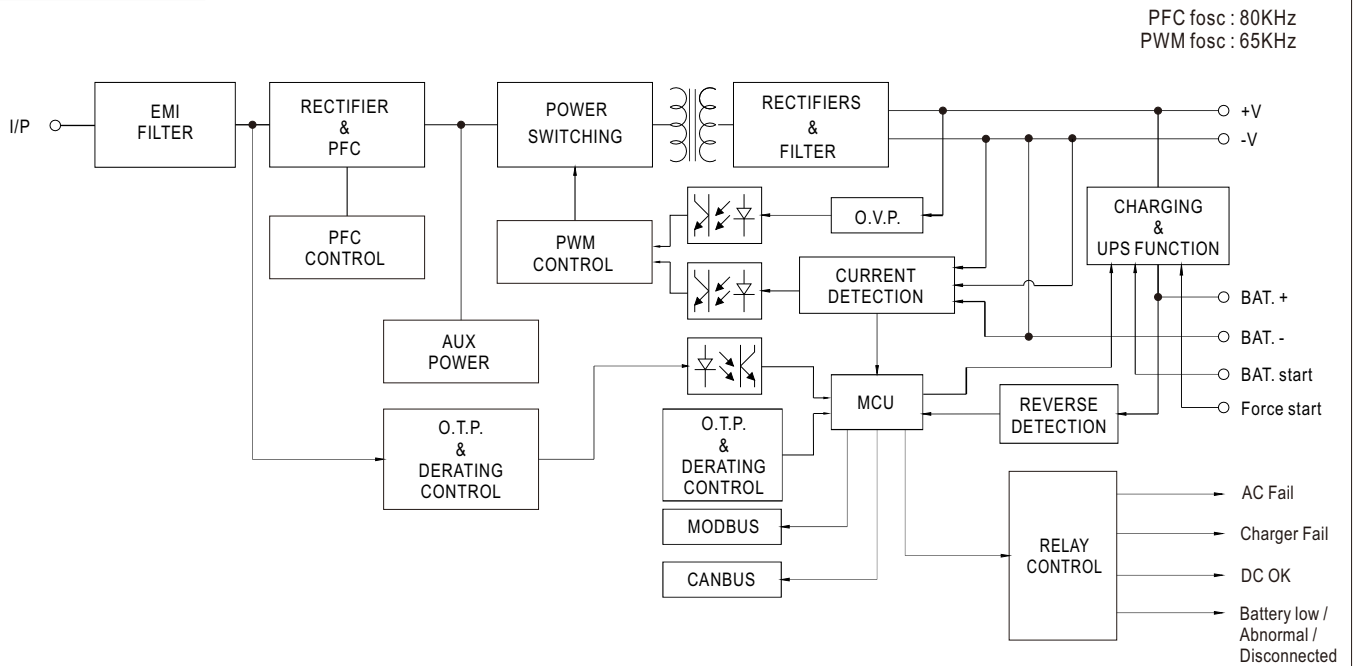 PFC fosc : 80KHz
PWM fosc : 65KHz
I/P
EMI
FILTER
RECTIFIER
&
PFC
POWER
SWITCHING
RECTIFIERS
&
FILTER
+V
-V
PFC
CONTROL
PWM
CONTROL
O.V.P.
CHARGING
&
UPS FUNCTION
CURRENT
DETECTION
BAT. +
BAT. -
AUX
POWER
BAT. start
MCU
REVERSE
DETECTION
Force start
O.T.P.
&
DERATING
CONTROL
O.T.P.
&
DERATING
CONTROL
MODBUS
CANBUS
RELAY
CONTROL
AC Fail
Charger Fail
DC OK
Battery low /
Abnormal /
Disconnected